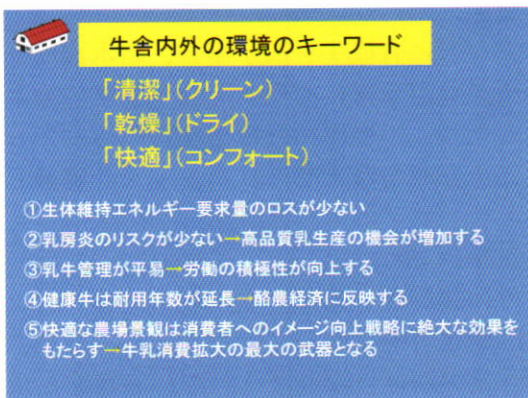 牛舎内外の環境のキーワード
「清潔」(クリーン)
「乾燥」(ドライ)
「快適」(コンフォート)
①生体維持エネルギー要求量のロスが少ない
②乳房炎のリスクが少ない→高品質乳生産の機会が増加する
③乳牛管理が平易→労働の積極性が向上する
④健康牛は耐用年数が延長→酪農経済に反映する
⑤快適な農場景観は消費者へのイメージ向上戦略に絶大な効果を
もたらす→牛乳消費拡大の最大の武器となる